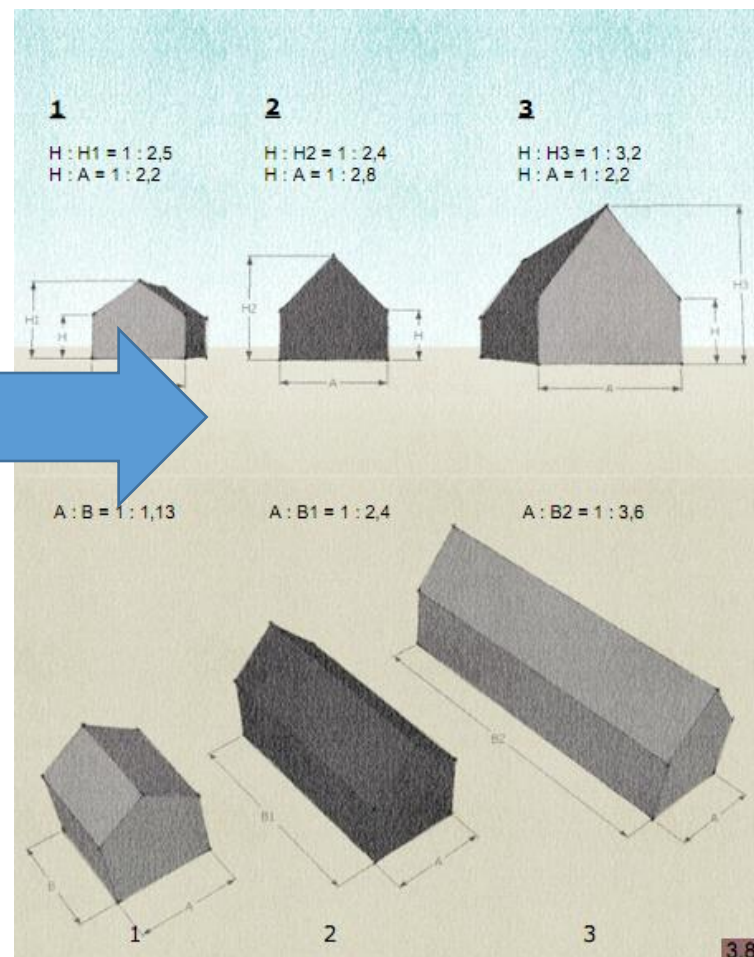 1
2
3
H : H1 = 1 : 2,5
H : H2 = 1 : 2,4
H : H3 = 1 : 3,2
H : A = 1 : 2,2
H : A = 1 : 2,8
H : A = 1 : 2,2
H1
H
H2
H
H3
H
A
A
A : B = 1 : 1,13
A : B1 = 1 : 2,4
A : B2 = 1 : 3,6
B2
B1
A
A
B
A
1
2
3
3.8